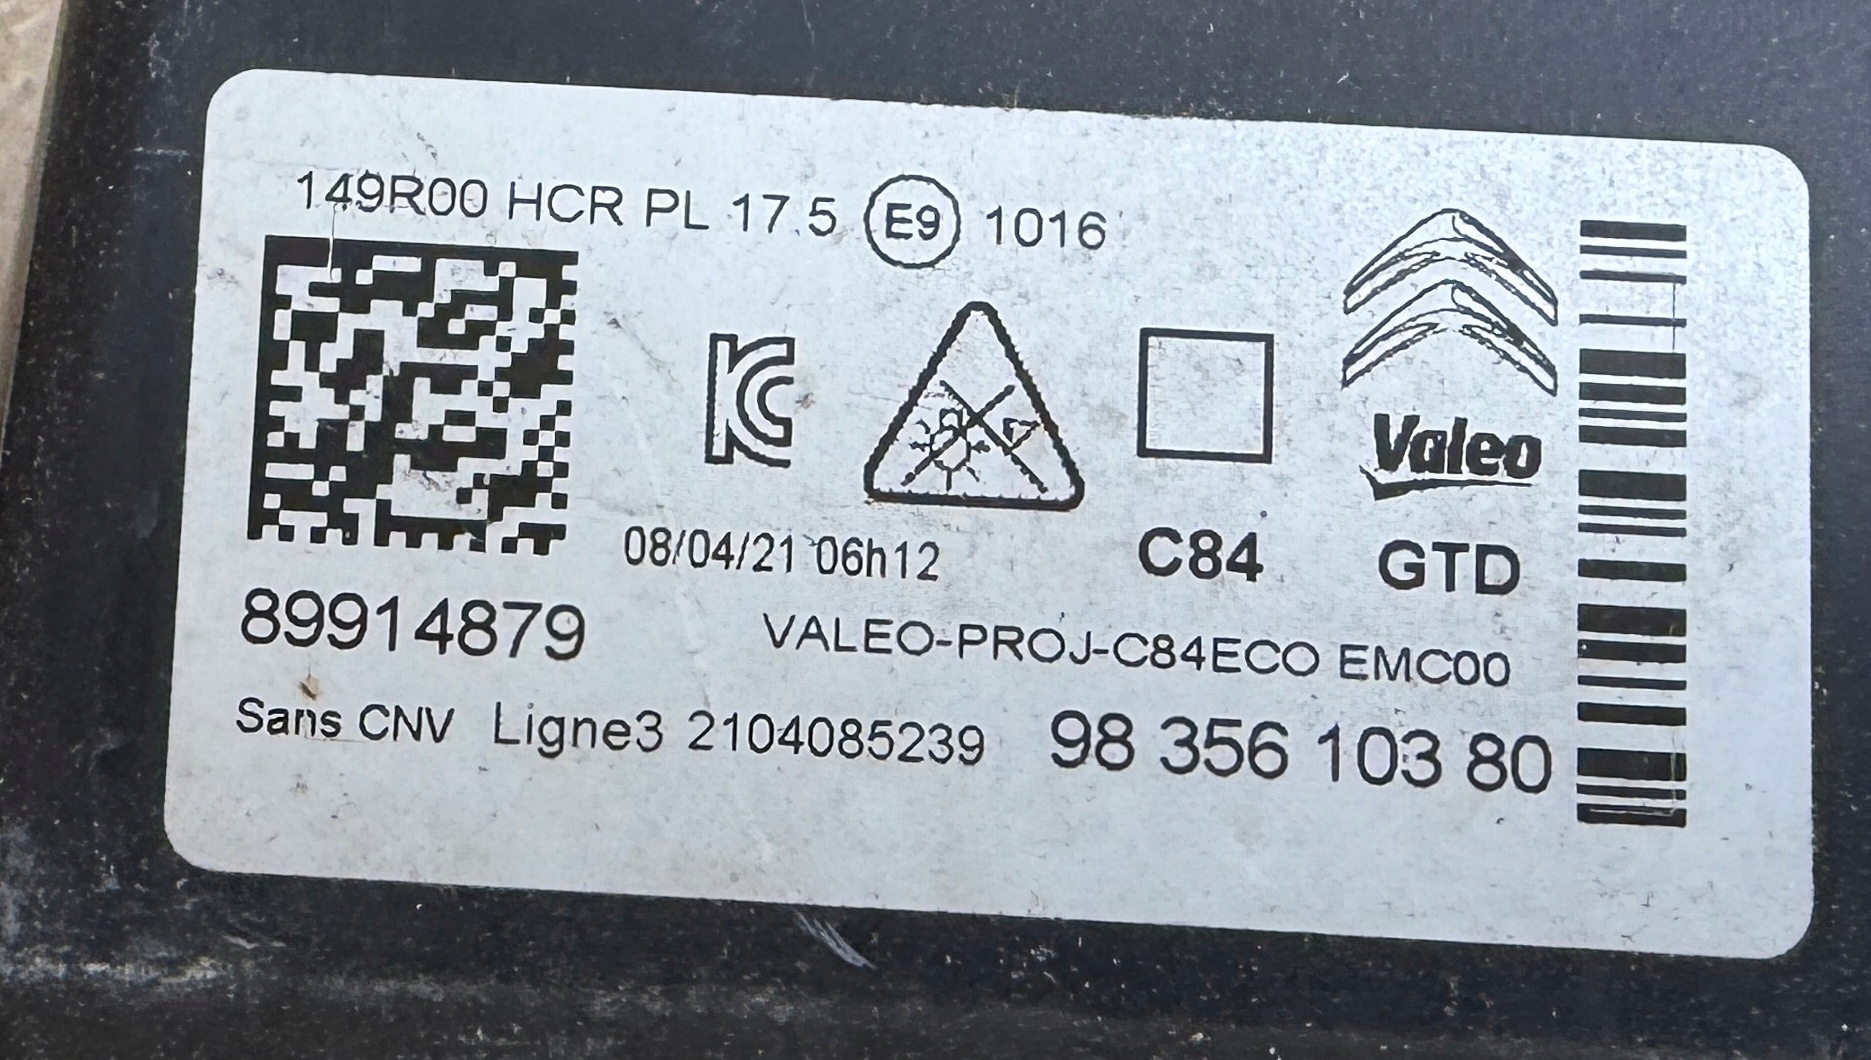 149R00 HCR PL 17.5 E9 1016
Valeo
08/04/21 06h12 C84 GTD
89914879
VALEO-PROJ-C84ECO EMC00
Sans CNV Ligne3 2104085239 98 356 103 80